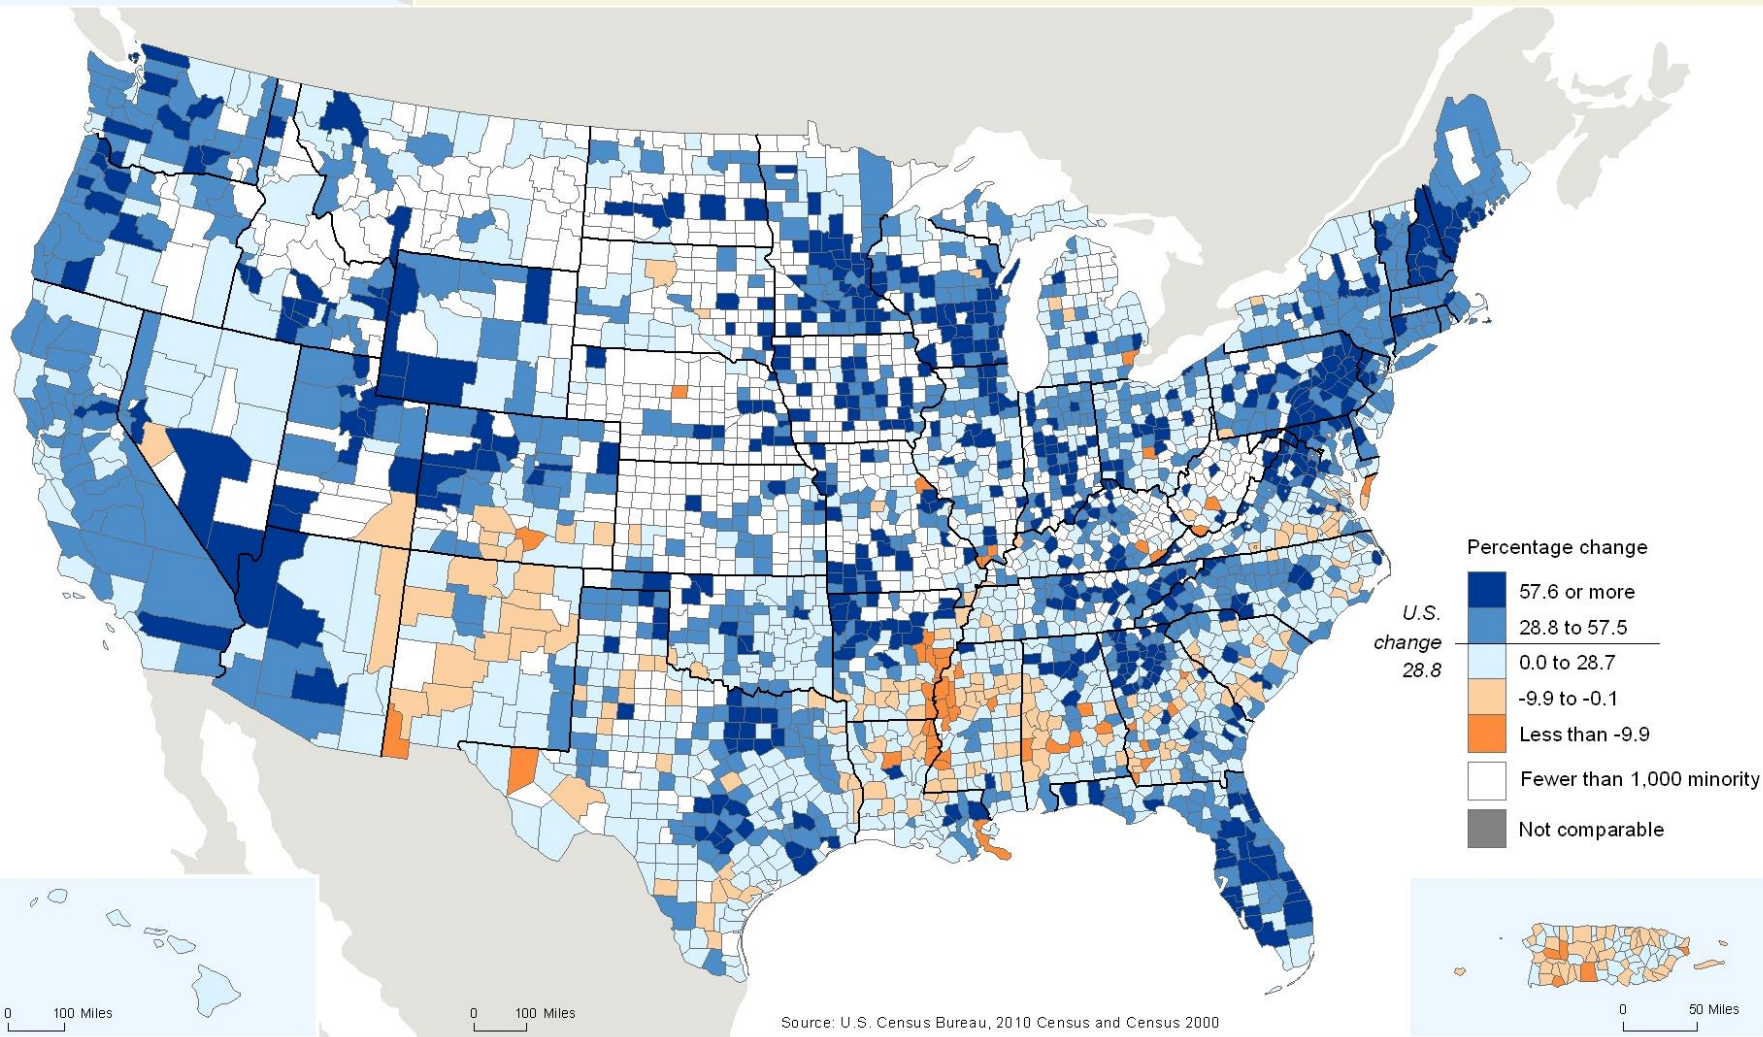 Percentage change
57.6 or more
28.8 to 57.5
U.S.
change
28.8
0.0 to 28.7
-9.9 to -0.1
Less than -9.9
Fewer than 1,000 minority
Not comparable
0 100 Miles
0 100 Miles
Source: U.S. Census Bureau, 2010 Census and Census 2000
0 50 Miles